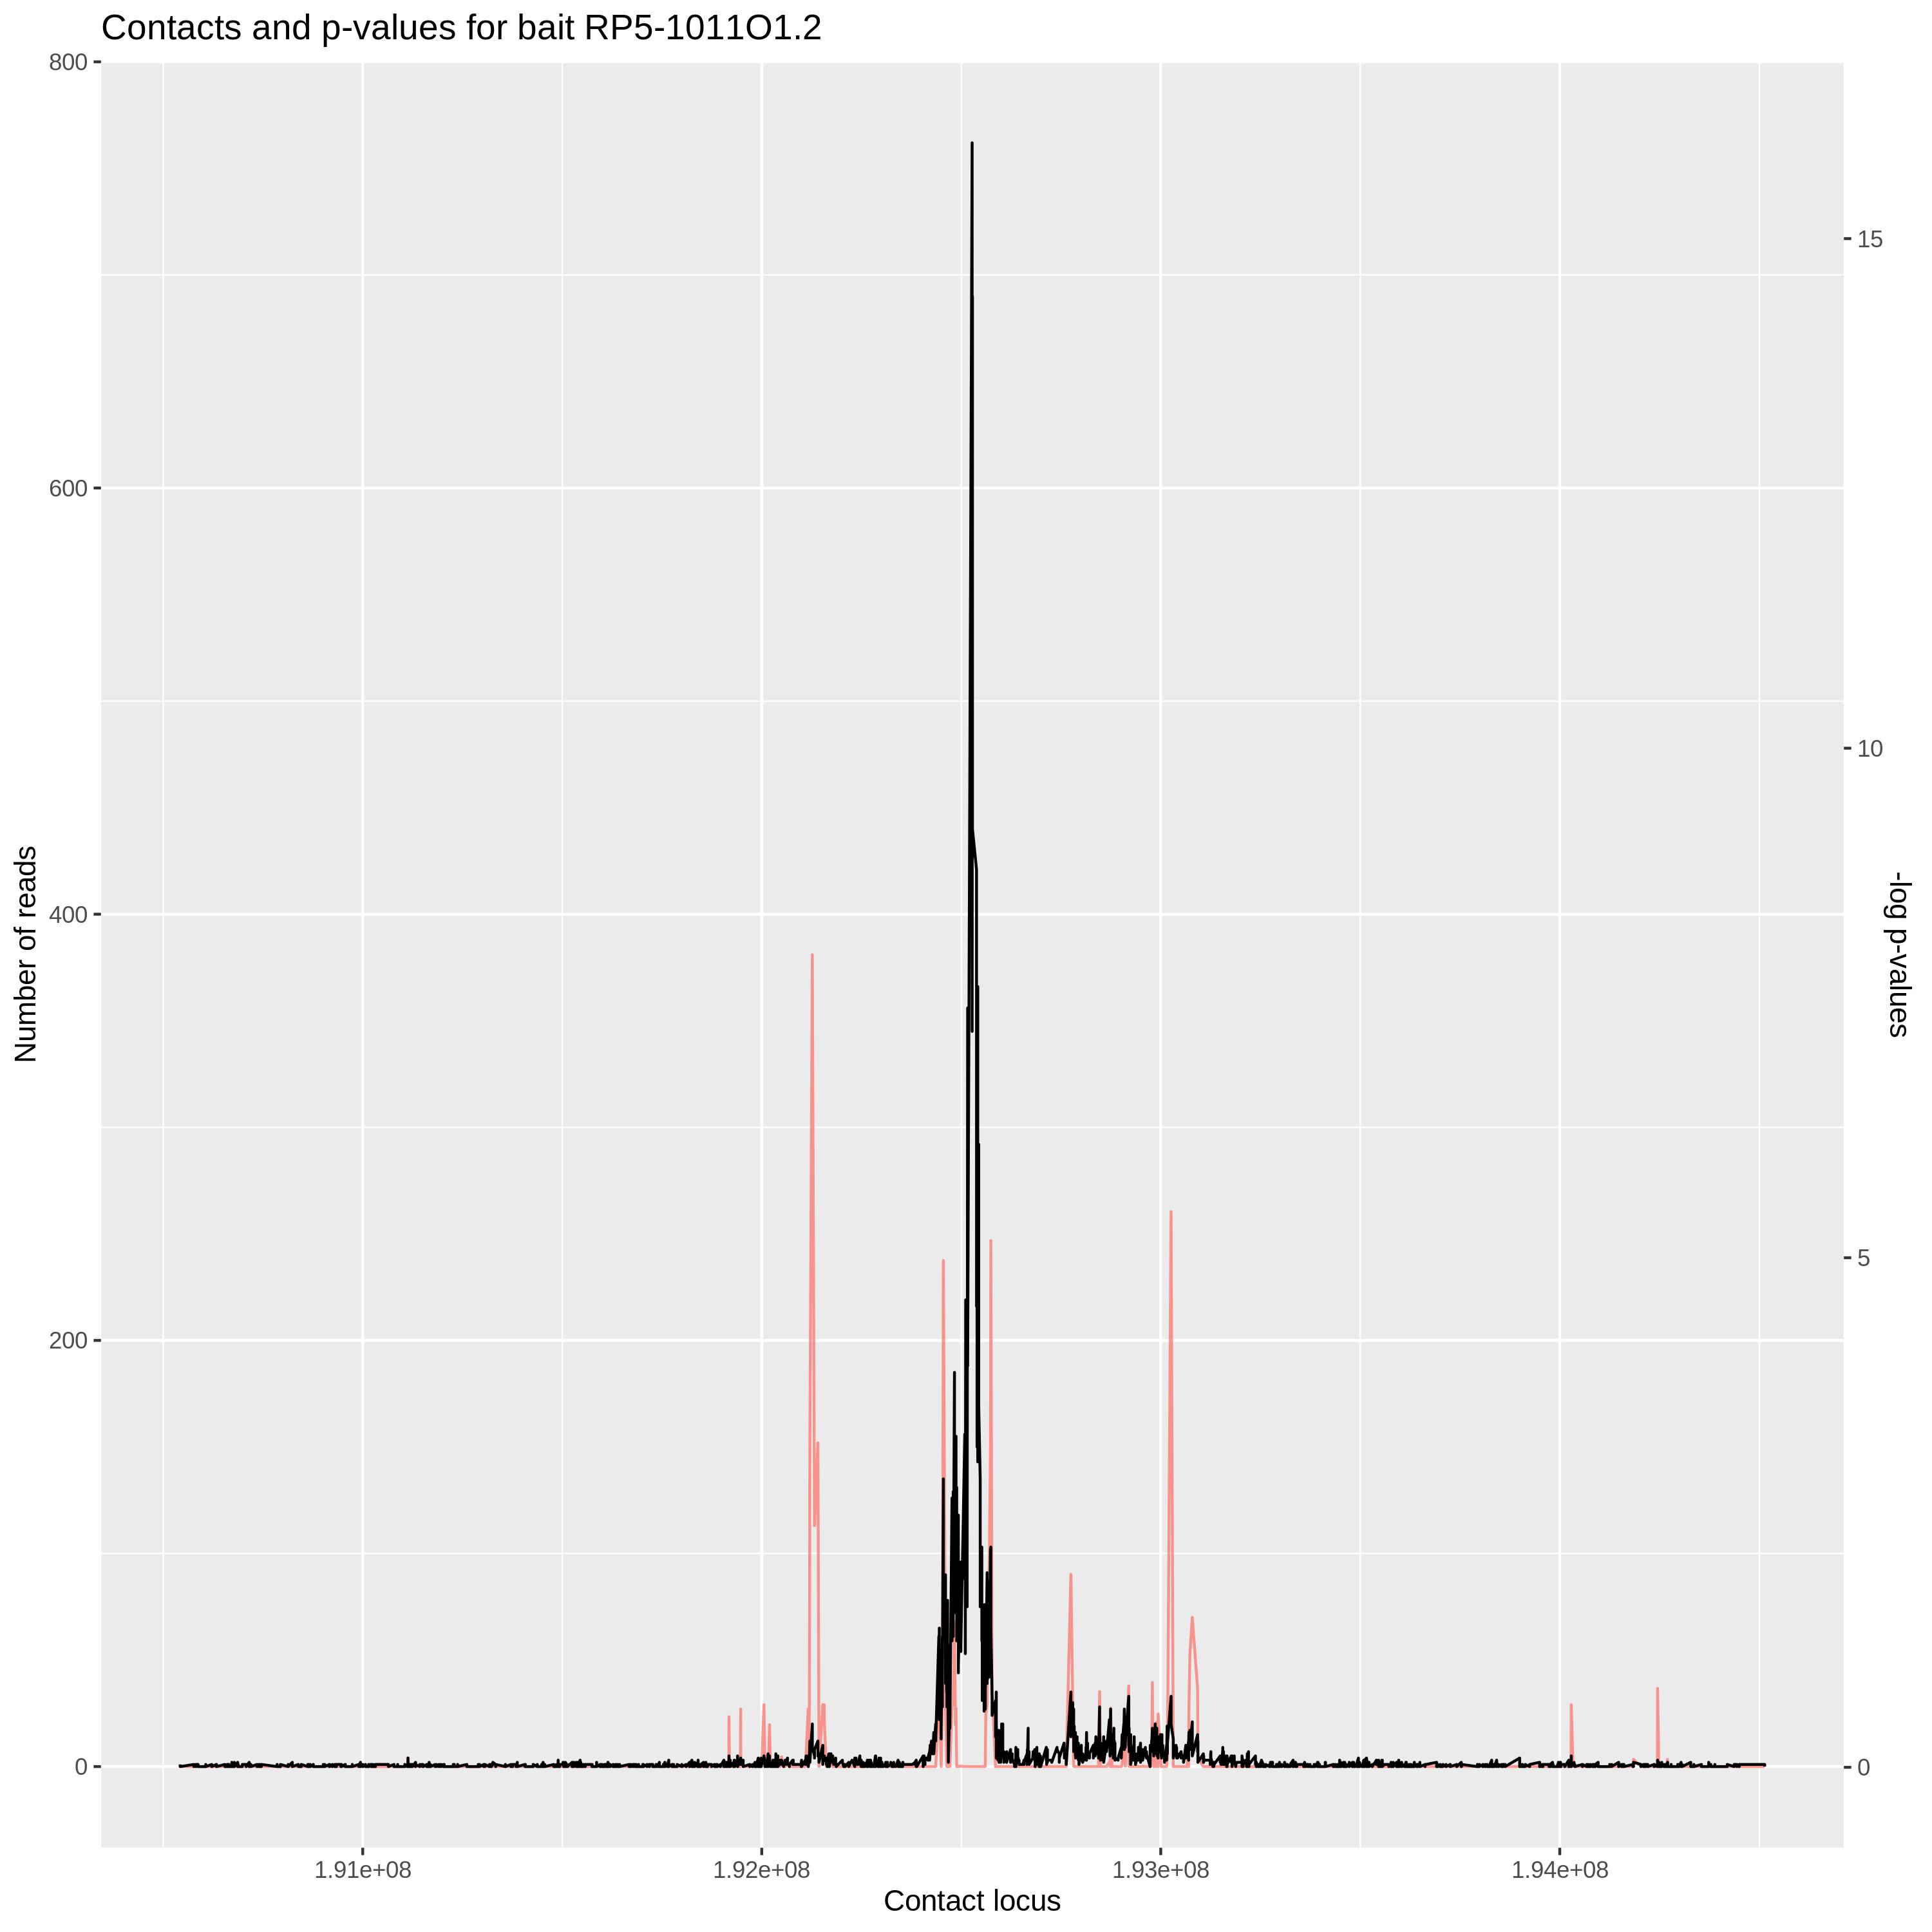 Contacts and p-values for bait RP5-1011O1.2
800
600
400
200
0
Number of reads
15
10
5
0
-log p-values
1.91e+08
1.92e+08
1.93e+08
1.94e+08
Contact locus